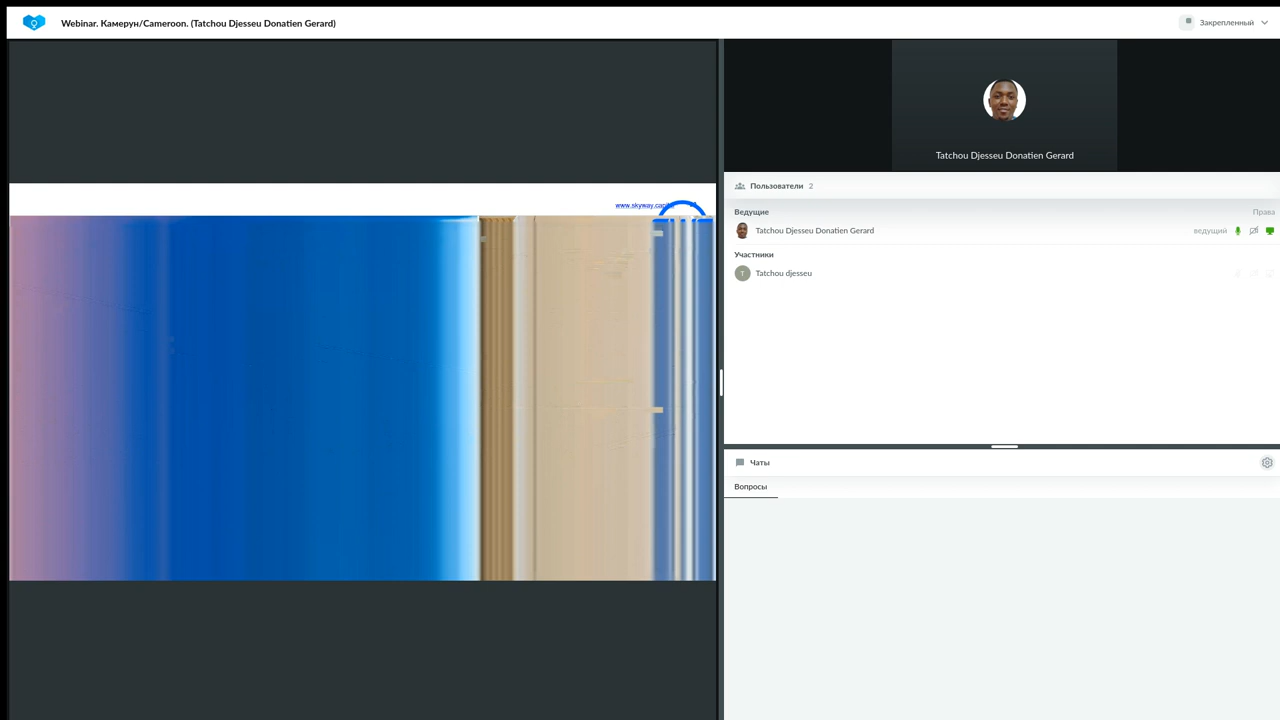 Webinar. Камерун/Cameroon. (Tatchou Djesseu Donatien Gerard)
Закрепленный
Tatchou Djesseu Donatien Gerard
Пользователи 2
Ведущие Права
Tatchou Djesseu Donatien Gerard ведущий
Участники
T Tatchou djesseu
Чаты
Вопросы